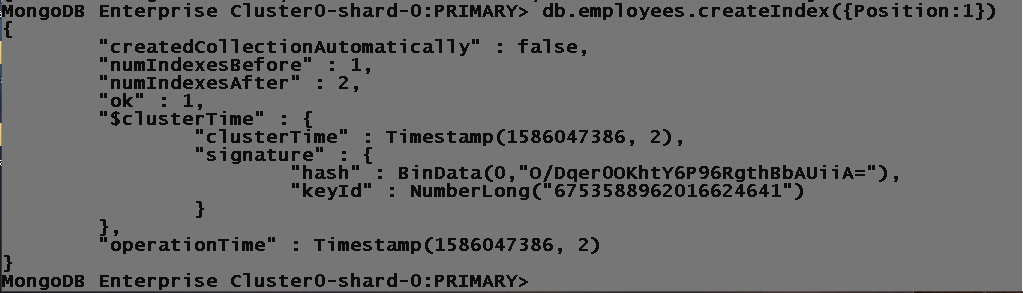 MongoDB Enterprise Cluster0-shard-0:PRIMARY> db.employees.createIndex({Position:1})
{
        "createdCollectionAutomatically" : false,
        "numIndexesBefore" : 1,
        "numIndexesAfter" : 2,
        "ok" : 1,
        "$clusterTime" : {
                "clusterTime" : Timestamp(1586047386, 2),
                "signature" : {
                        "hash" : BinData(0,"O/DqerOOKhtY6P96RgthBbAUiiA="),
                        "keyId" : NumberLong("6753588962016624641")
                }
        },
        "operationTime" : Timestamp(1586047386, 2)
}
MongoDB Enterprise Cluster0-shard-0:PRIMARY>